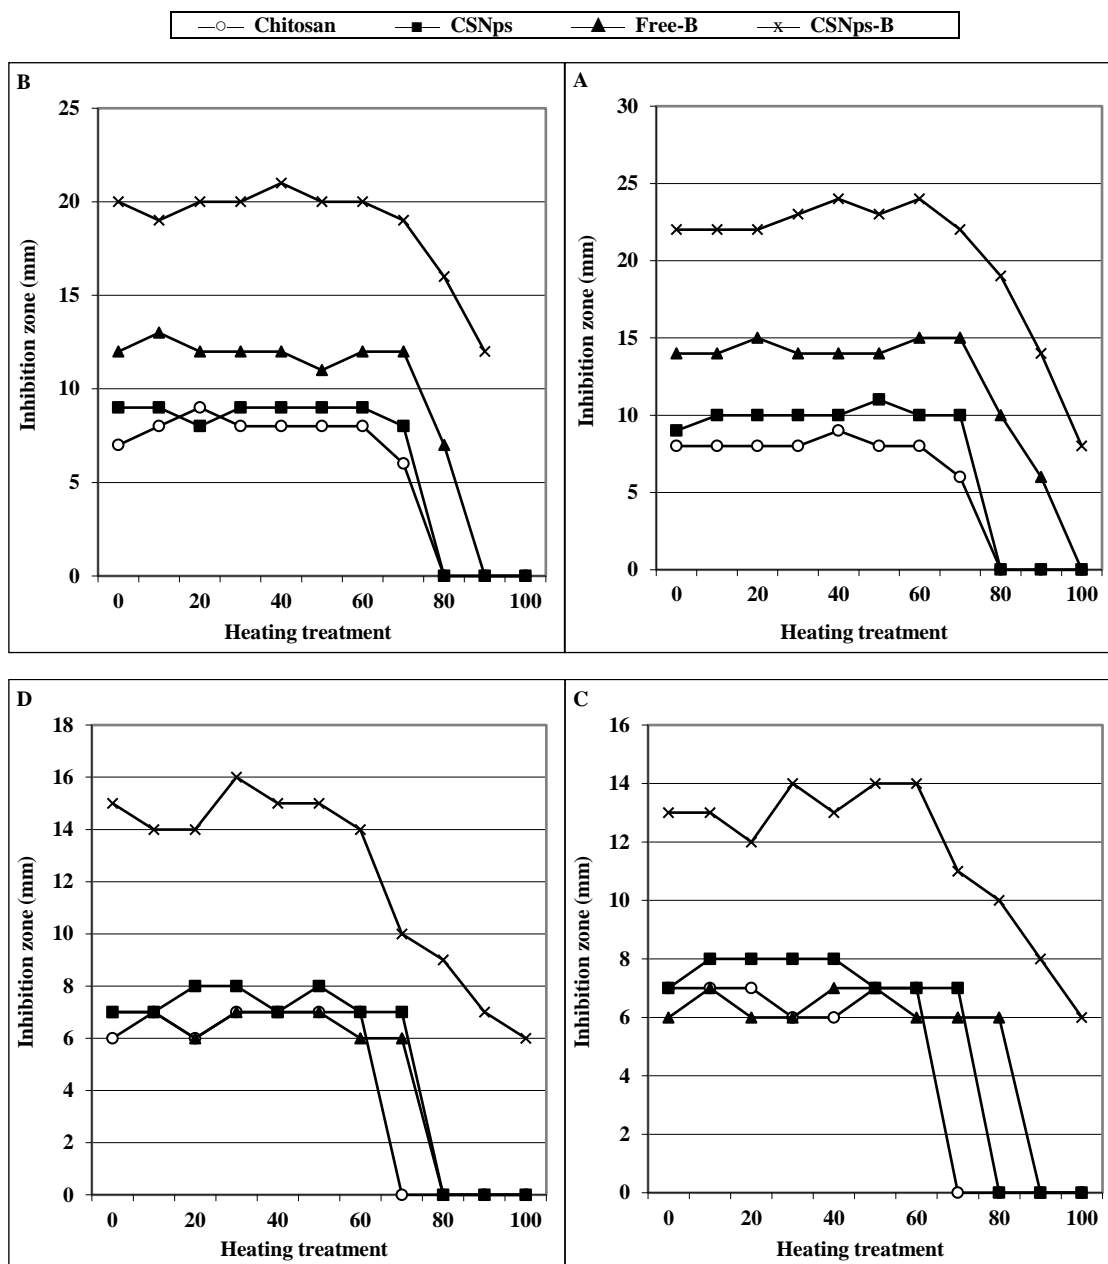 Chitosan CSNps Free-B CSNps-B
B
25
20
15
10
5
0
Inhibition zone (mm)
0 20 40 60 80 100
Heating treatment
A
30
25
20
15
10
5
0
Inhibition zone (mm)
0 20 40 60 80 100
Heating treatment
D
18
16
14
12
10
8
6
4
2
0
Inhibition zone (mm)
0 20 40 60 80 100
Heating treatment
C
16
14
12
10
8
6
4
2
0
Inhibition zone (mm)
0 20 40 60 80 100
Heating treatment